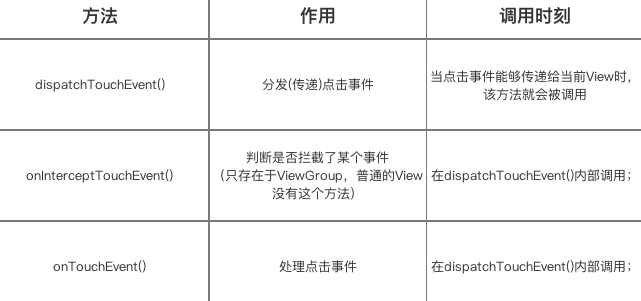 方法
作用
调用时刻
dispatchTouchEvent()
分发(传递)点击事件
当点击事件能够传递给当前View时，
该方法就会被调用
onInterceptTouchEvent()
判断是否拦截了某个事件
（只存在于ViewGroup，普通的View
没有这个方法）
在dispatchTouchEvent()内部调用；
onTouchEvent()
处理点击事件
在dispatchTouchEvent()内部调用；